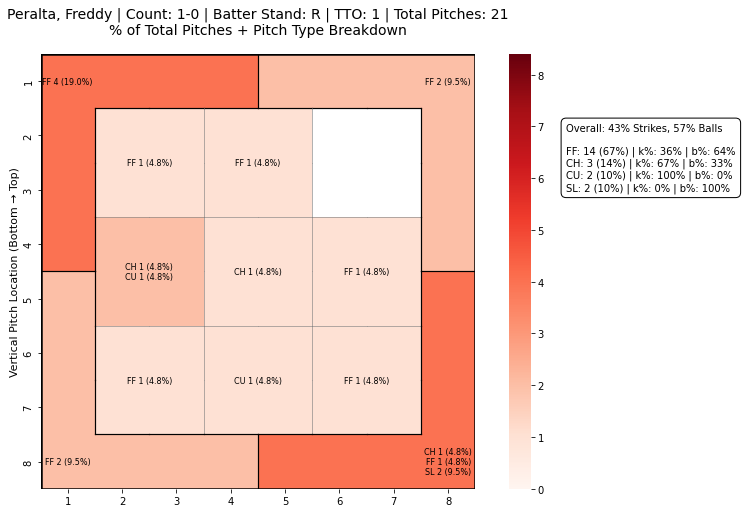 Peralta, Freddy | Count: 1-0 | Batter Stand: R | TTO: 1 | Total Pitches: 21
% of Total Pitches + Pitch Type Breakdown
FF 4 (19.0%)
FF 2 (9.5%)
FF 1 (4.8%)
FF 1 (4.8%)
CH 1 (4.8%)
CU 1 (4.8%)
CH 1 (4.8%)
FF 1 (4.8%)
FF 1 (4.8%)
CU 1 (4.8%)
FF 1 (4.8%)
FF 2 (9.5%)
CH 1 (4.8%)
FF 1 (4.8%)
SL 2 (9.5%)
Vertical Pitch Location (Bottom → Top)
1
2
3
4
5
6
7
8
1
2
3
4
5
6
7
8
8
7
6
5
4
3
2
1
0
Overall: 43% Strikes, 57% Balls
FF: 14 (67%) | k%: 36% | b%: 64%
CH: 3 (14%) | k%: 67% | b%: 33%
CU: 2 (10%) | k%: 100% | b%: 0%
SL: 2 (10%) | k%: 0% | b%: 100%